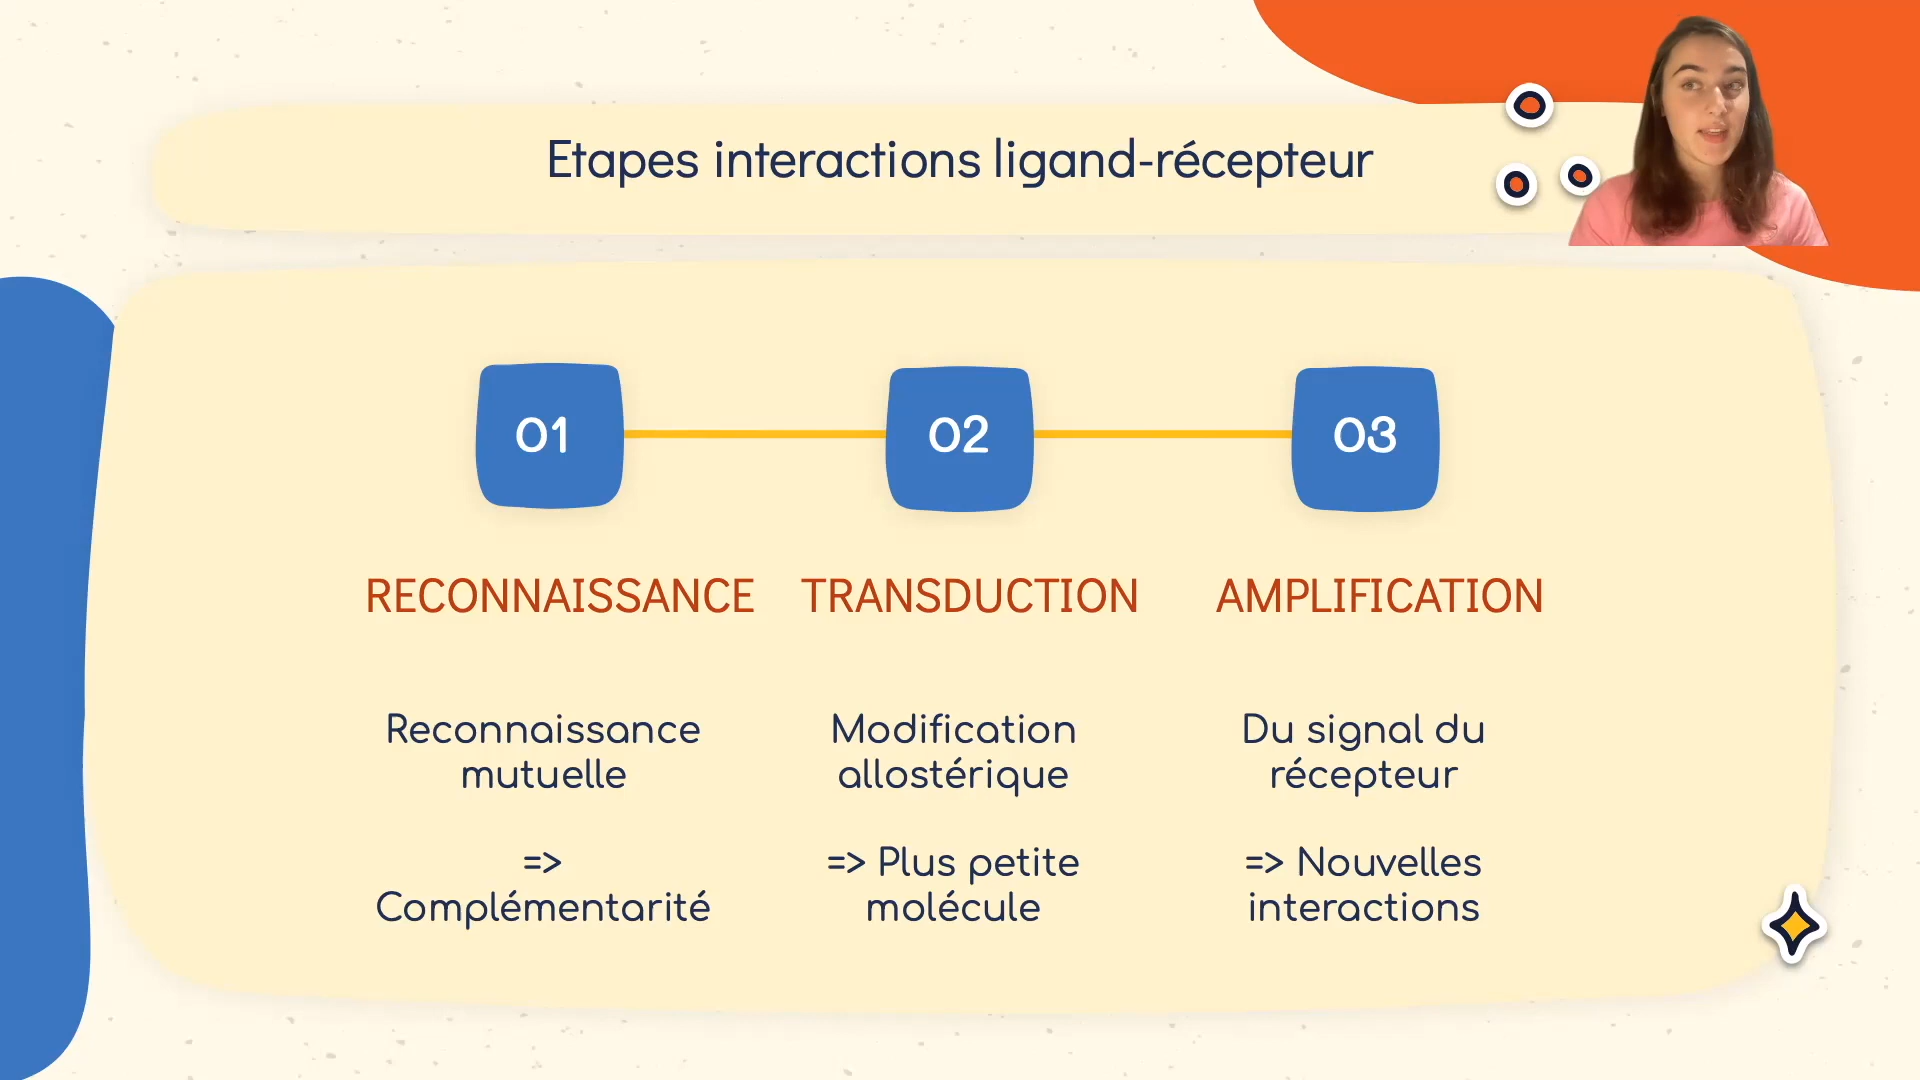 Etapes interactions ligand-récepteur
01
02
03
RECONNAISSANCE
TRANSDUCTION
AMPLIFICATION
Reconnaissance
mutuelle
=>
Complémentarité
Modification
allostérique
=> Plus petite
molécule
Du signal du
récepteur
=> Nouvelles
interactions